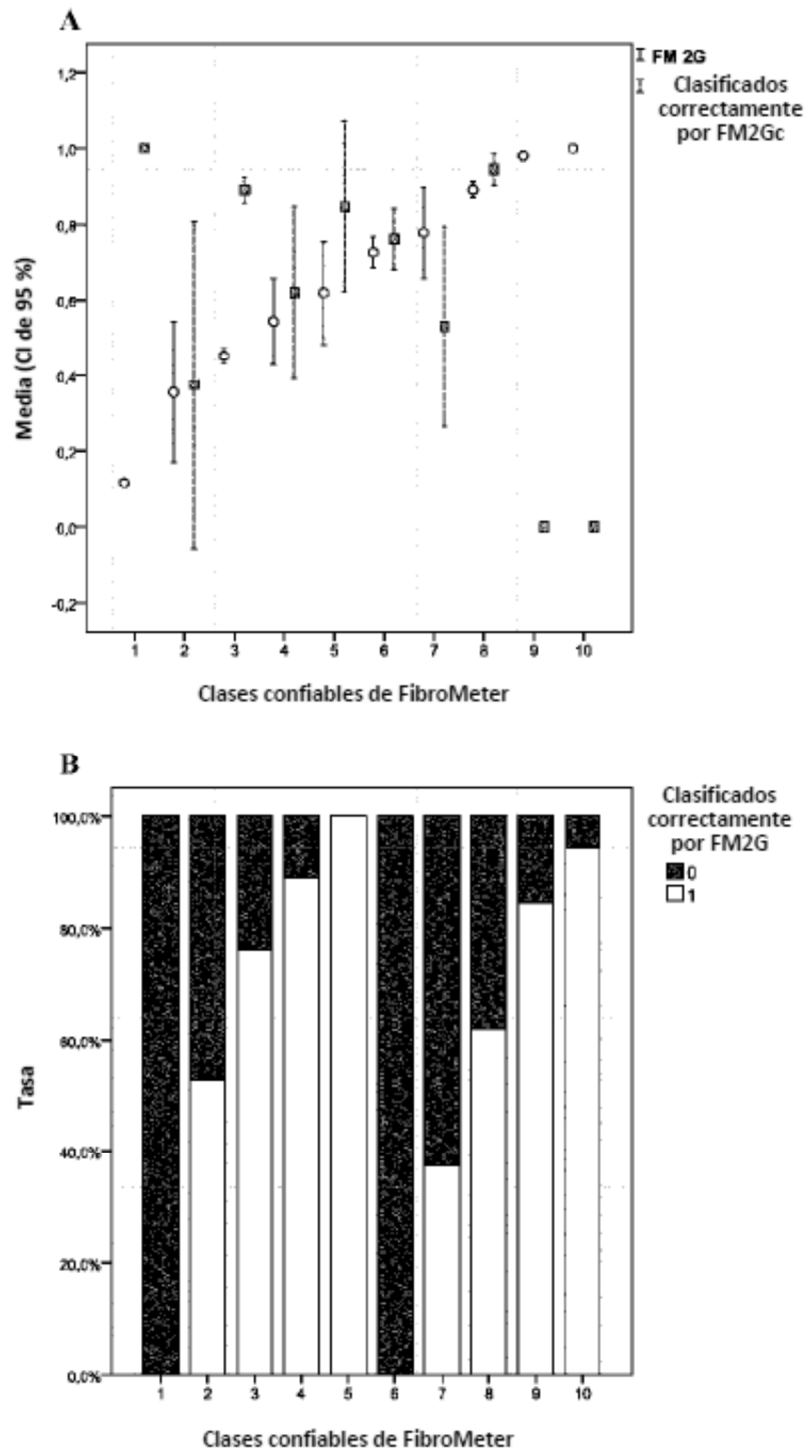 A
FM 2G
Clasificados
correctamente
por FM2Gc
1,2
1,0
0,8
0,6
0,4
0,2
0,0
-0,2
Media (CI de 95 %)
1 2 3 4 5 6 7 8 9 10
Clases confiables de FibroMeter
B
Clasificados
correctamente
por FM2G
0
1
100,0%
80,0%
60,0%
40,0%
20,0%
0,0%
Tasa
1 2 3 4 5 6 7 8 9 10
Clases confiables de FibroMeter